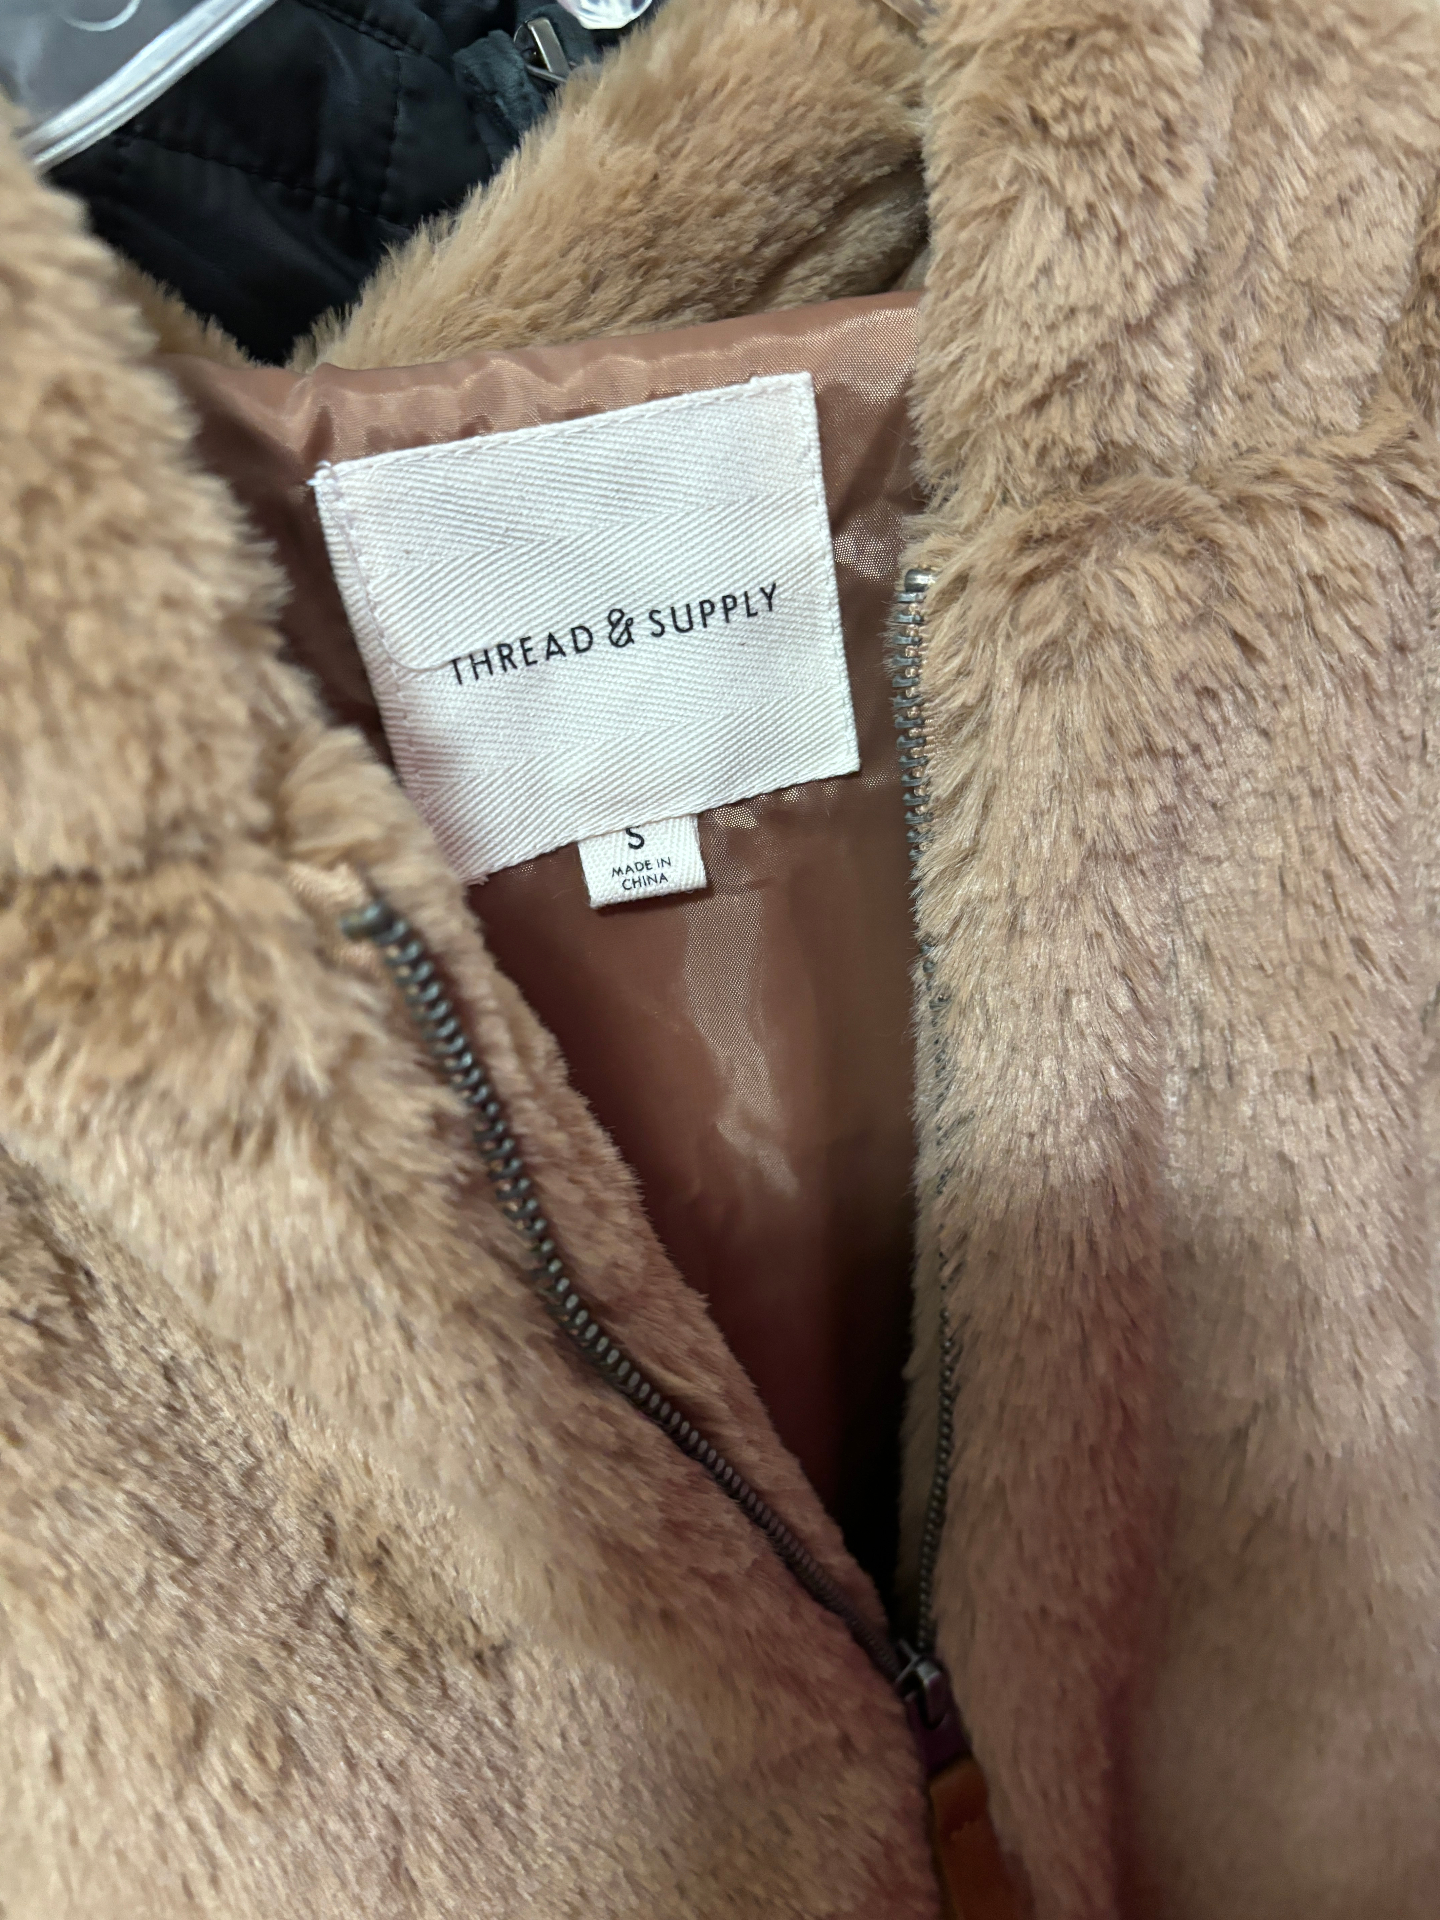 THREAD & SUPPLY
S
MADE IN
CHINA